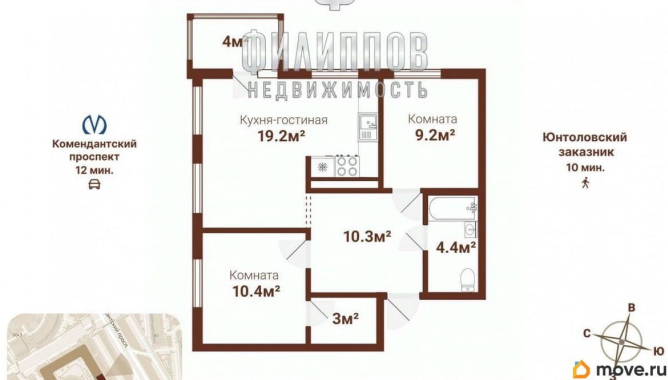 4м²
ФИЛИППОВ
НЕДВИЖИМОСТЬ
Кухня-гостиная
19.2м²
Комната
9.2м²
Комендантский
проспект
12 мин.
Юнтоловский
заказник
10 мин.
10.3м²
4.4м²
Комната
10.4м²
3м²
В
С
Ю
З
move.ru